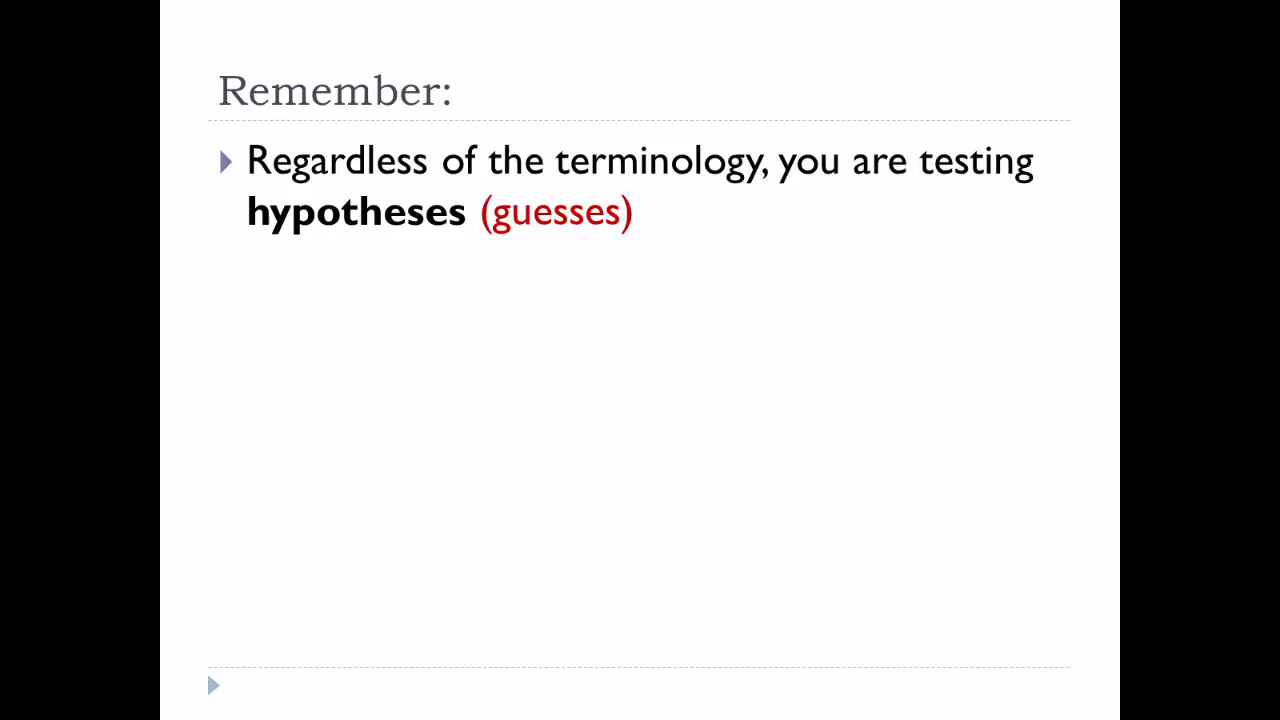 Remember:
Regardless of the terminology, you are testing
hypotheses (guesses)